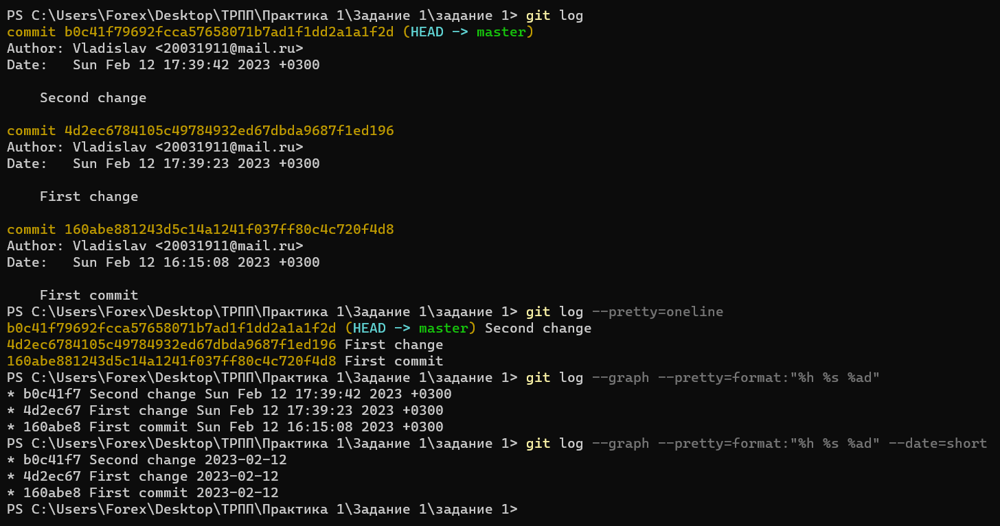 PS C:\Users\Forex\Desktop\ТРПП\Практика 1\Задание 1\задание 1> git log
commit b0c41f79692fcca57658071b7ad1f1dd2a1a1f2d (HEAD -> master)
Author: Vladislav <20031911@mail.ru>
Date:   Sun Feb 12 17:39:42 2023 +0300
    Second change
commit 4d2ec6784105c49784932ed67dbda9687f1ed196
Author: Vladislav <20031911@mail.ru>
Date:   Sun Feb 12 17:39:23 2023 +0300
    First change
commit 160abe881243d5c14a1241f037ff80c4c720f4d8
Author: Vladislav <20031911@mail.ru>
Date:   Sun Feb 12 16:15:08 2023 +0300
    First commit
PS C:\Users\Forex\Desktop\ТРПП\Практика 1\Задание 1\задание 1> git log --pretty=oneline
b0c41f79692fcca57658071b7ad1f1dd2a1a1f2d (HEAD -> master) Second change
4d2ec6784105c49784932ed67dbda9687f1ed196 First change
160abe881243d5c14a1241f037ff80c4c720f4d8 First commit
PS C:\Users\Forex\Desktop\ТРПП\Практика 1\Задание 1\задание 1> git log --graph --pretty=format:"%h %s %ad"
* b0c41f7 Second change Sun Feb 12 17:39:42 2023 +0300
* 4d2ec67 First change Sun Feb 12 17:39:23 2023 +0300
* 160abe8 First commit Sun Feb 12 16:15:08 2023 +0300
PS C:\Users\Forex\Desktop\ТРПП\Практика 1\Задание 1\задание 1> git log --graph --pretty=format:"%h %s %ad" --date=short
* b0c41f7 Second change 2023-02-12
* 4d2ec67 First change 2023-02-12
* 160abe8 First commit 2023-02-12
PS C:\Users\Forex\Desktop\ТРПП\Практика 1\Задание 1\задание 1>